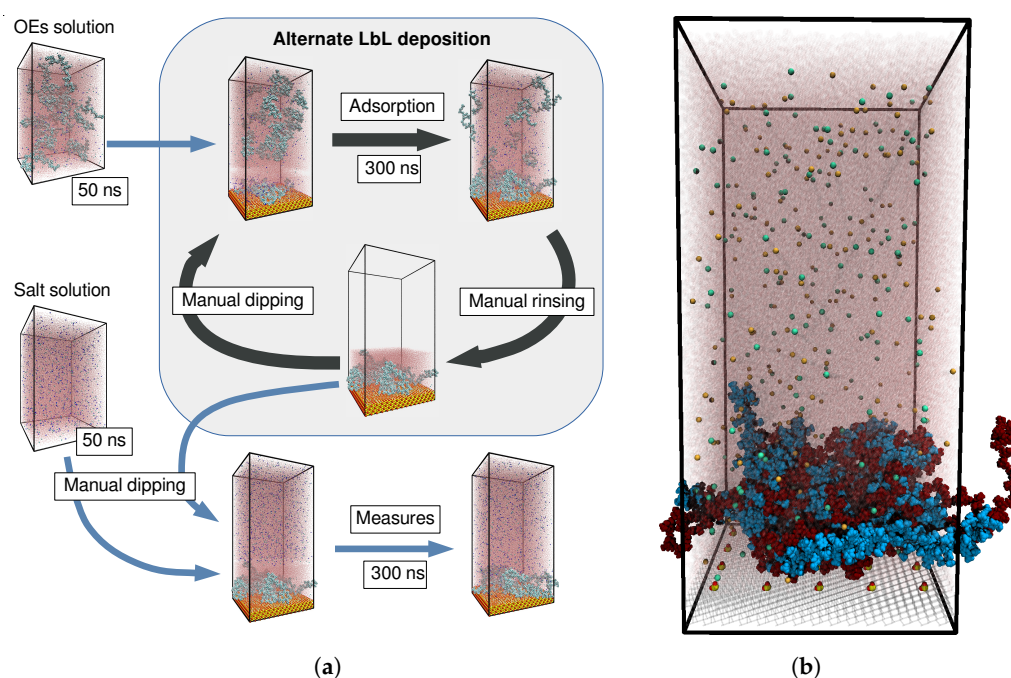 OEs solution
50 ns
Alternate LbL deposition
Adsorption
300 ns
Manual dipping
Manual rinsing
Salt solution
50 ns
Manual dipping
Measures
300 ns
(a)
(b)